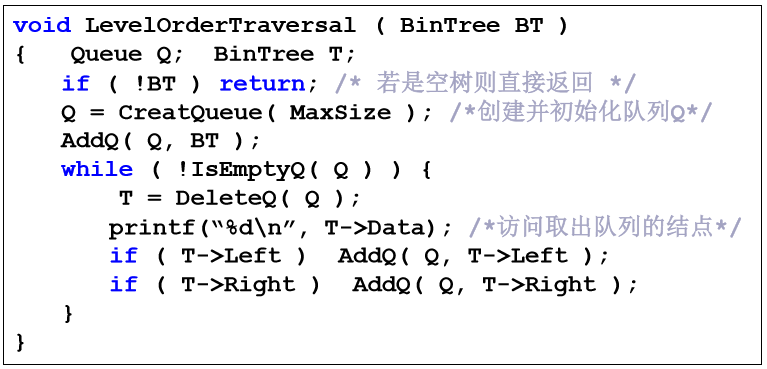 void LevelOrderTraversal ( BinTree BT )
{ Queue Q; BinTree T;
if ( !BT ) return; /* 若是空树则直接返回 */
Q = CreatQueue( MaxSize ); /*创建并初始化队列Q*/
AddQ( Q, BT );
while ( !IsEmptyQ( Q ) ) {
T = DeleteQ( Q );
printf(“%d\n”, T->Data); /*访问取出队列的结点*/
if ( T->Left ) AddQ( Q, T->Left );
if ( T->Right ) AddQ( Q, T->Right );
}
}